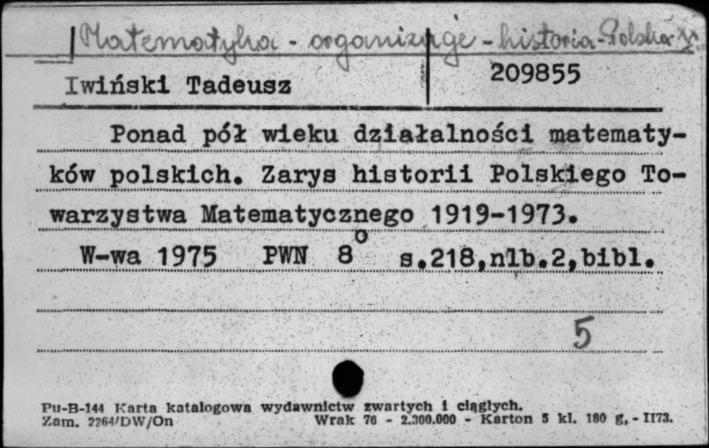 Matematyka - organizacje - historia - Polska
Iwiński Tadeusz
209855
Ponad pół wieku działalności matematy-
ków polskich. Zarys historii Polskiego To-
warzystwa Matematycznego 1919-1973.
W-wa 1975 PWN 8° s.218,nlb.2,bibl.
5
Pu-B-144 Karta katalogowa wydawnictw zwartych i ciągłych.
Zam. 2264/DW/On Wrak 76 - 2.300.000 - Karton 5 kl. 180 g. - II73.